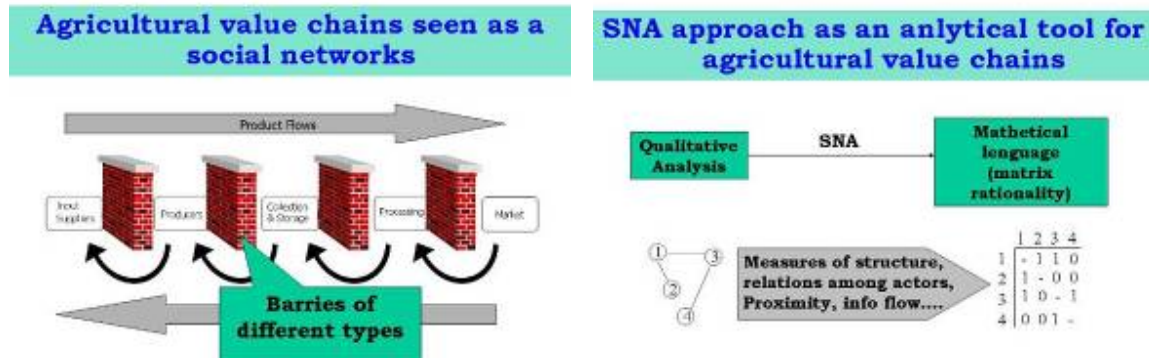 Agricultural value chains seen as a
social networks
Product Flows
Input
Suppliers
Producers
Collection
& Storage
Processing
Market
Barries of
different types
SNA approach as an anlytical tool for
agricultural value chains
Qualitative
Analysis
SNA
Mathetical
lenguage
(matrix
rationality)
1
3
2
4
Measures of structure,
relations among actors,
Proximity, info flow....
1 2 3 4
1 - 1 1 0
2 1 - 0 0
3 1 0 - 1
4 0 0 1 -